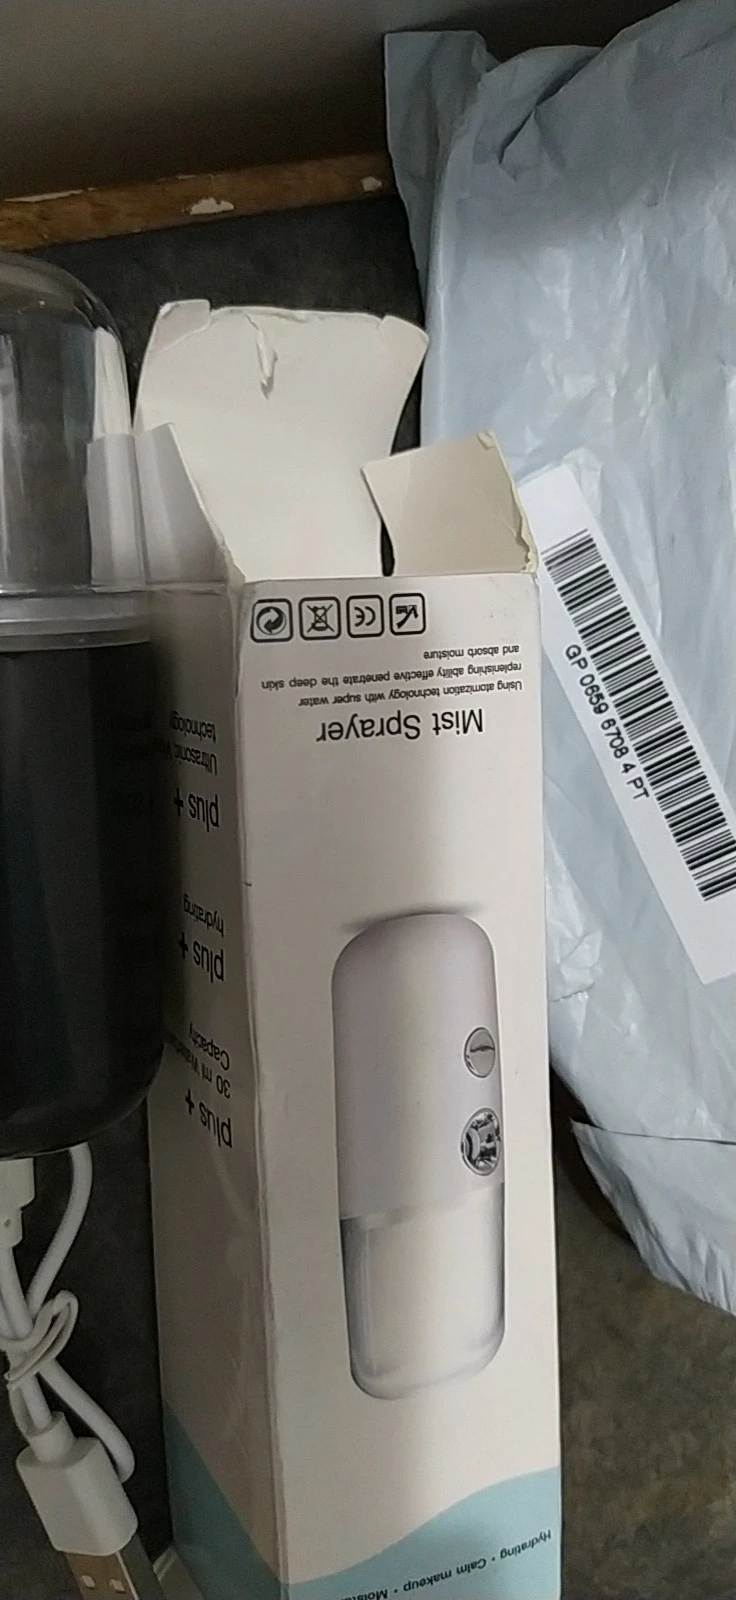 Mist Sprayer
Using atomization technology with super water
replenishing ability effective penetrate the deep skin
and absorb moisture
CE
plus +
30 ml
Capacity
plus +
hydrating
plus +
Ultrasonic
technology
Hydrating · Calm makeup ·
GP 0659 6708 4 PT